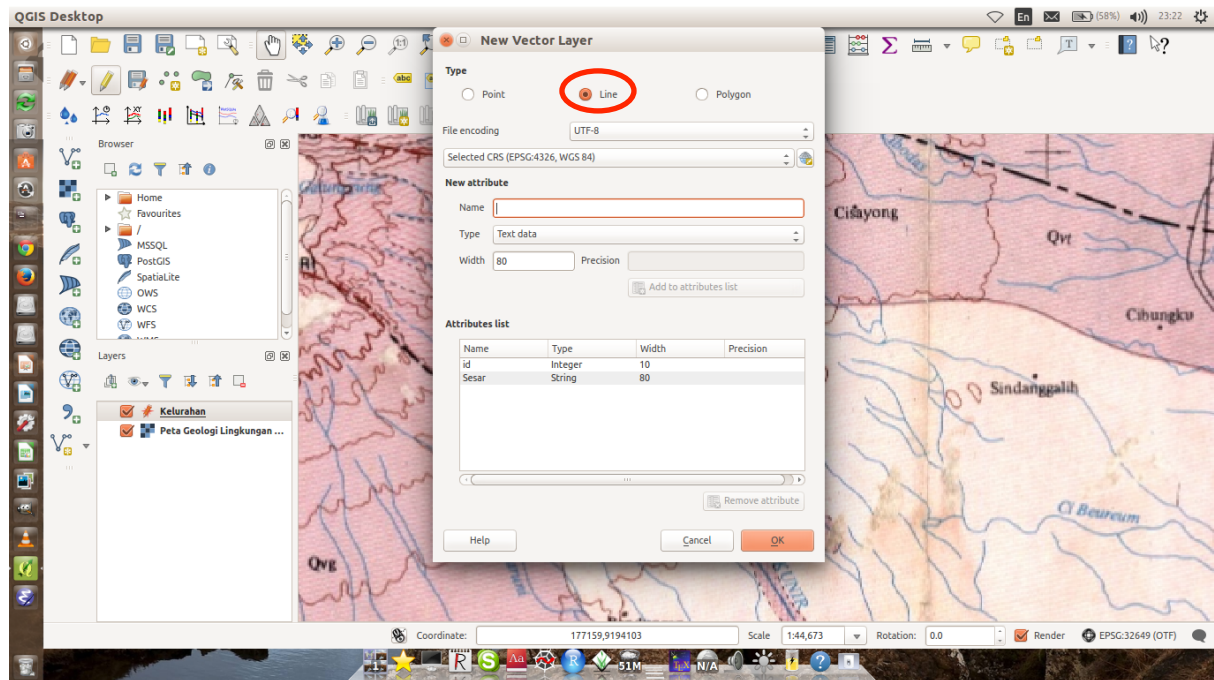 QGIS Desktop
En
(58%)
23:22
New Vector Layer
Type
Point
Line
Polygon
File encoding
UTF-8
Selected CRS (EPSG:4326, WGS 84)
New attribute
Name
Type
Text data
Width
80
Precision
Add to attributes list
Attributes list
Name Type Width Precision
id Integer 10
Sesar String 80
Remove attribute
Help
Cancel
OK
abc
Browser
Home
Favourites
/
MSSQL
PostGIS
SpatiaLite
OWS
WCS
WFS
Layers
Kelurahan
Peta Geologi Lingkungan ...
Cisayong
Qvt
Cibungku
Sindanggalih
Ci Beureum
Qvg
Coordinate:
177159,9194103
Scale
1:44,673
Rotation:
0.0
Render
EPSG:32649 (OTF)
51M
N/A